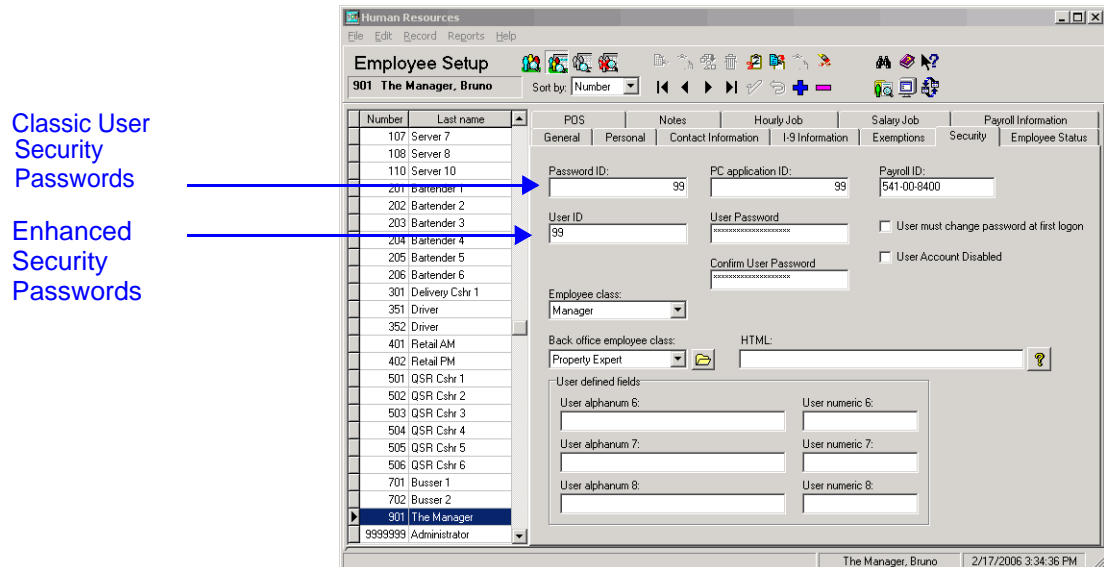 Human Resources
File Edit Record Reports Help
Employee Setup
901 The Manager, Bruno
Sort by: Number
Classic User
Security
Passwords
Enhanced
Security
Passwords
Number Last name
107 Server 7
108 Server 8
110 Server 10
201 Bartender 1
202 Bartender 2
203 Bartender 3
204 Bartender 4
205 Bartender 5
206 Bartender 6
301 Delivery Cshr 1
351 Driver
352 Driver
401 Retail AM
402 Retail PM
501 QSR Cshr 1
502 QSR Cshr 2
503 QSR Cshr 3
504 QSR Cshr 4
505 QSR Cshr 5
506 QSR Cshr 6
701 Busser 1
702 Busser 2
901 The Manager
9999999 Administrator
POS Notes Hourly Job Salary Job Payroll Information
General Personal Contact Information I-9 Information Exemptions Security Employee Status
Password ID: PC application ID: Payroll ID:
99 99 541-00-8400
User ID User Password
99 xxxxxxxxxxxxxxxxxxx
User must change password at first logon
User Account Disabled
Confirm User Password
xxxxxxxxxxxxxxxxxxx
Employee class:
Manager
Back office employee class: HTML:
Property Expert
User defined fields
User alphanum 6: User numeric 6:
User alphanum 7: User numeric 7:
User alphanum 8: User numeric 8:
The Manager, Bruno 2/17/2006 3:34:36 PM